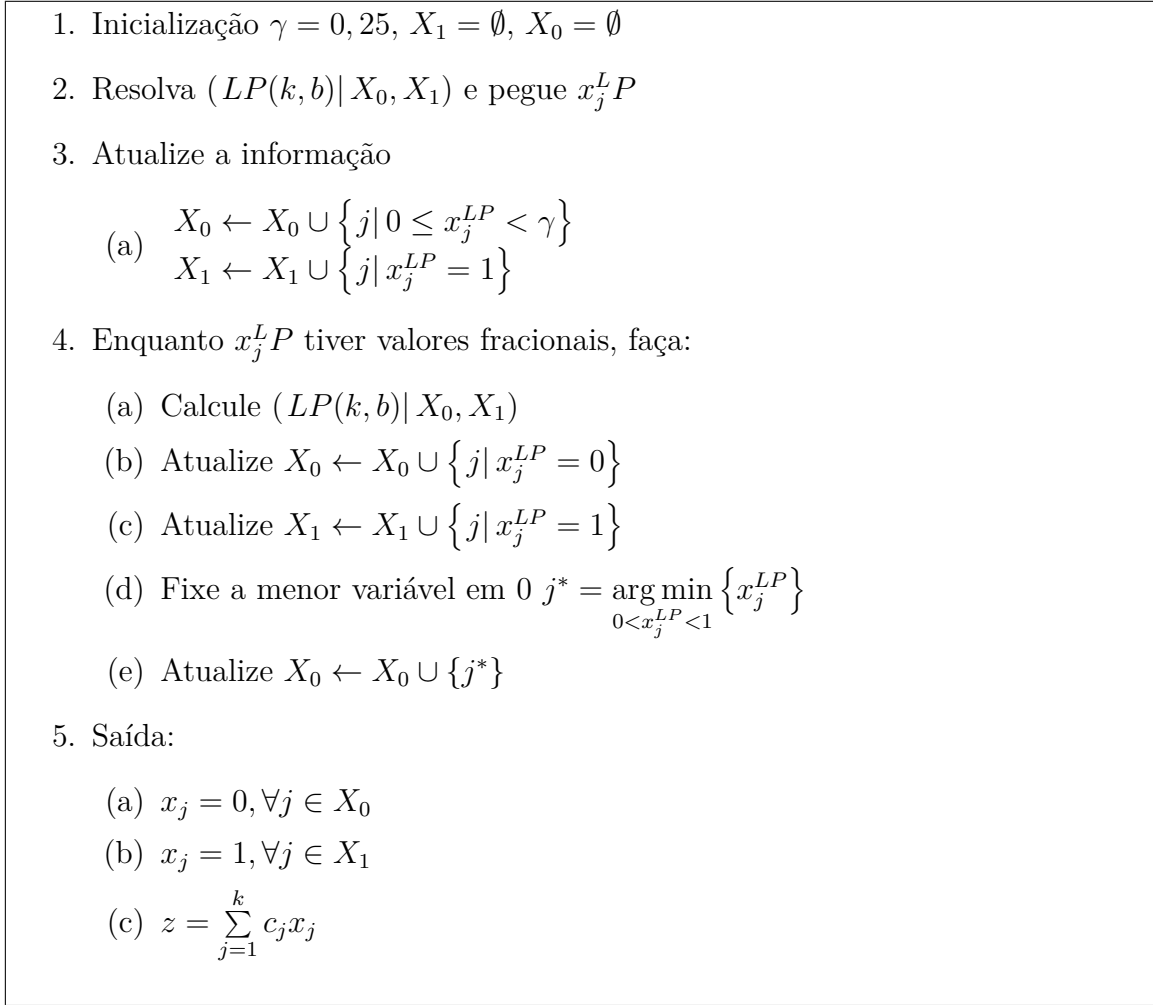 1. Inicialização γ = 0, 25, X₁ = ∅, X₀ = ∅
2. Resolva (LP(k, b)| X₀, X₁) e pegue x_j^L P
3. Atualize a informação
(a) X₀ ← X₀ ∪ {j| 0 ≤ x_j^{LP} < γ}
X₁ ← X₁ ∪ {j| x_j^{LP} = 1}
4. Enquanto x_j^L P tiver valores fracionais, faça:
(a) Calcule (LP(k, b)| X₀, X₁)
(b) Atualize X₀ ← X₀ ∪ {j| x_j^{LP} = 0}
(c) Atualize X₁ ← X₁ ∪ {j| x_j^{LP} = 1}
(d) Fixe a menor variável em 0 j* = arg min {x_j^{LP}}
0<x_j^{LP}<1
(e) Atualize X₀ ← X₀ ∪ {j*}
5. Saída:
(a) x_j = 0, ∀j ∈ X₀
(b) x_j = 1, ∀j ∈ X₁
(c) z = ∑_{j=1}^{k} c_j x_j